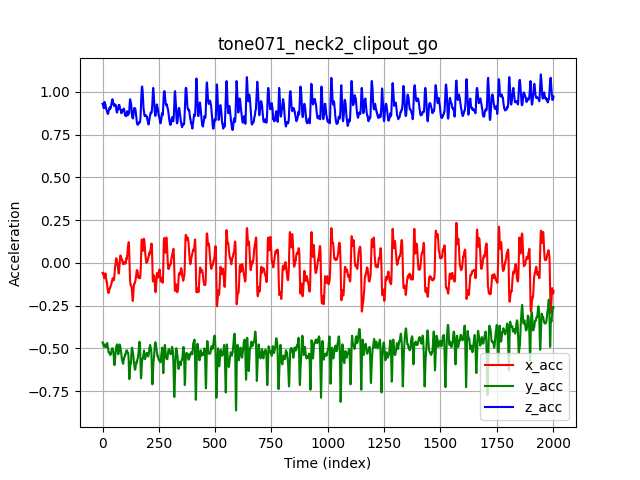 tone071_neck2_clipout_go
1.00
0.75
0.50
0.25
0.00
−0.25
−0.50
−0.75
Acceleration
0 250 500 750 1000 1250 1500 1750 2000
Time (index)
x_acc
y_acc
z_acc